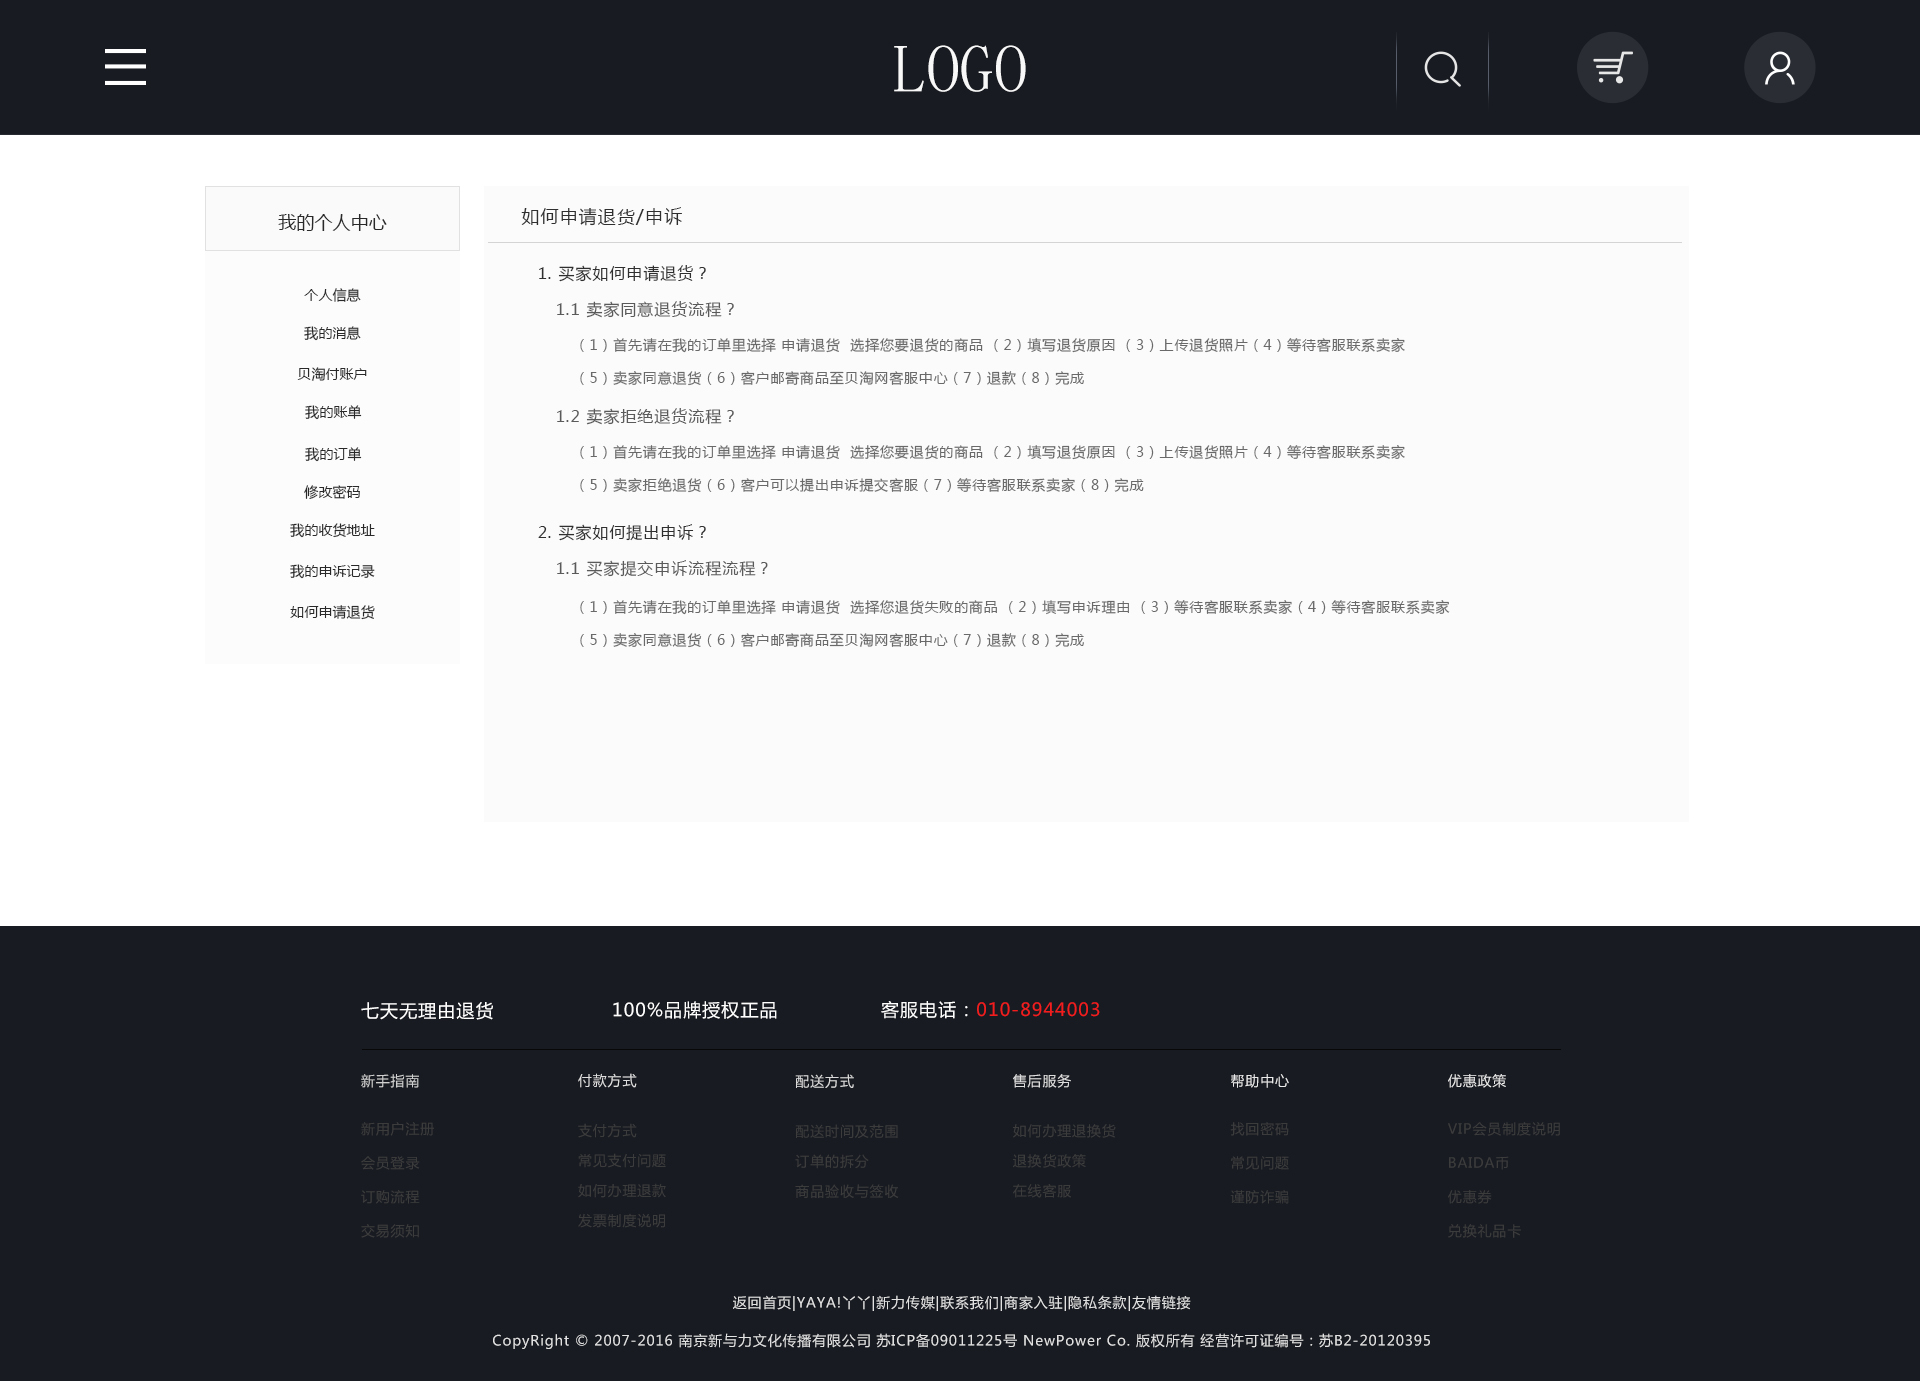 LOGO
我的个人中心
个人信息
我的消息
贝淘付账户
我的账单
我的订单
修改密码
我的收货地址
我的申诉记录
如何申请退货
如何申请退货/申诉
1. 买家如何申请退货？
1.1 卖家同意退货流程？
（1）首先请在我的订单里选择 申请退货  选择您要退货的商品 （2）填写退货原因 （3）上传退货照片（4）等待客服联系卖家
（5）卖家同意退货（6）客户邮寄商品至贝淘网客服中心（7）退款（8）完成
1.2 卖家拒绝退货流程？
（1）首先请在我的订单里选择 申请退货  选择您要退货的商品 （2）填写退货原因 （3）上传退货照片（4）等待客服联系卖家
（5）卖家拒绝退货（6）客户可以提出申诉提交客服（7）等待客服联系卖家（8）完成
2. 买家如何提出申诉？
1.1 买家提交申诉流程流程？
（1）首先请在我的订单里选择 申请退货  选择您退货失败的商品 （2）填写申诉理由 （3）等待客服联系卖家（4）等待客服联系卖家
（5）卖家同意退货（6）客户邮寄商品至贝淘网客服中心（7）退款（8）完成
七天无理由退货
100%品牌授权正品
客服电话：010-8944003
新手指南
新用户注册
会员登录
订购流程
交易须知
付款方式
支付方式
常见支付问题
如何办理退款
发票制度说明
配送方式
配送时间及范围
订单的拆分
商品验收与签收
售后服务
如何办理退换货
退换货政策
在线客服
帮助中心
找回密码
常见问题
谨防诈骗
优惠政策
VIP会员制度说明
BAIDA币
优惠券
兑换礼品卡
返回首页|YAYA!丫丫|新力传媒|联系我们|商家入驻|隐私条款|友情链接
CopyRight © 2007-2016 南京新与力文化传播有限公司 苏ICP备09011225号 NewPower Co. 版权所有 经营许可证编号：苏B2-20120395